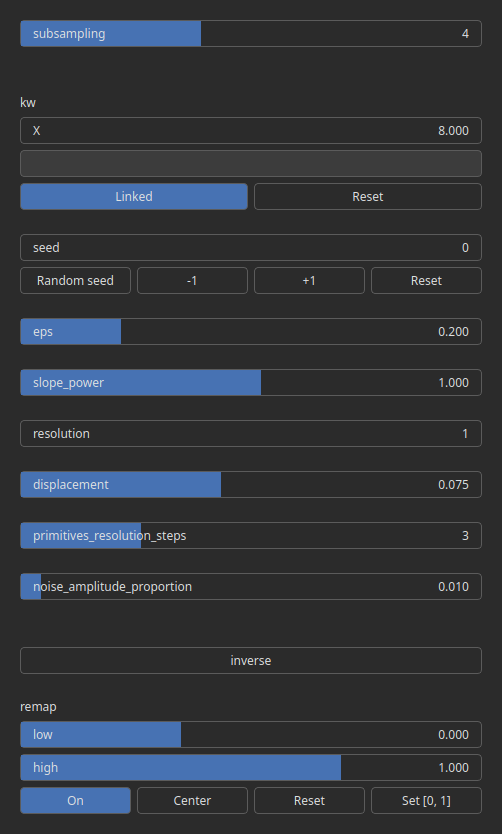 subsampling 4
kw
X 8.000
Linked Reset
seed 0
Random seed -1 +1 Reset
eps 0.200
slope_power 1.000
resolution 1
displacement 0.075
primitives_resolution_steps 3
noise_amplitude_proportion 0.010
inverse
remap
low 0.000
high 1.000
On Center Reset Set [0, 1]